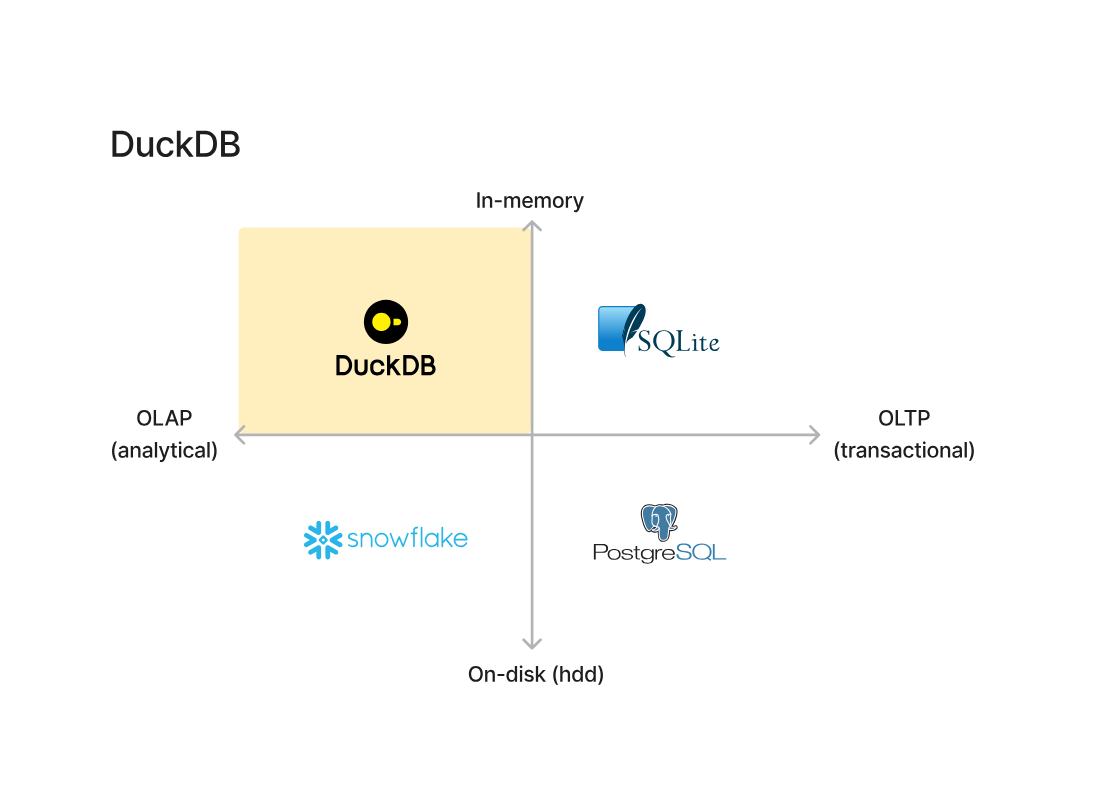 DuckDB
In-memory
DuckDB
SQLite
OLAP
(analytical)
OLTP
(transactional)
snowflake
PostgreSQL
On-disk (hdd)